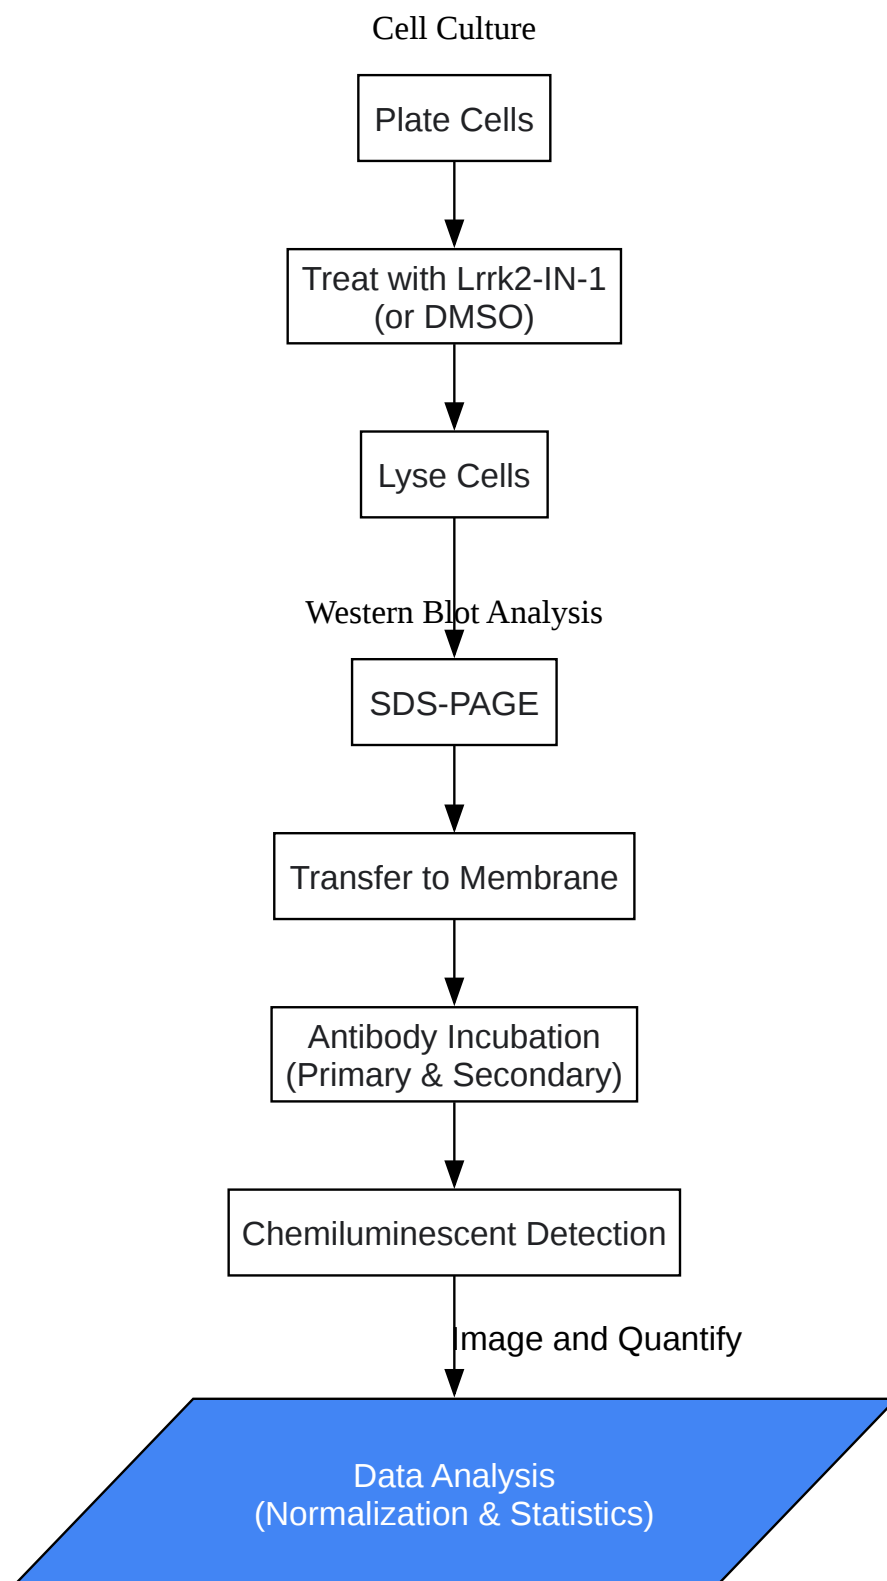 Cell Culture
Plate Cells
Treat with Lrrk2-IN-1
(or DMSO)
Lyse Cells
Western Blot Analysis
SDS-PAGE
Transfer to Membrane
Antibody Incubation
(Primary & Secondary)
Chemiluminescent Detection
Image and Quantify
Data Analysis
(Normalization & Statistics)